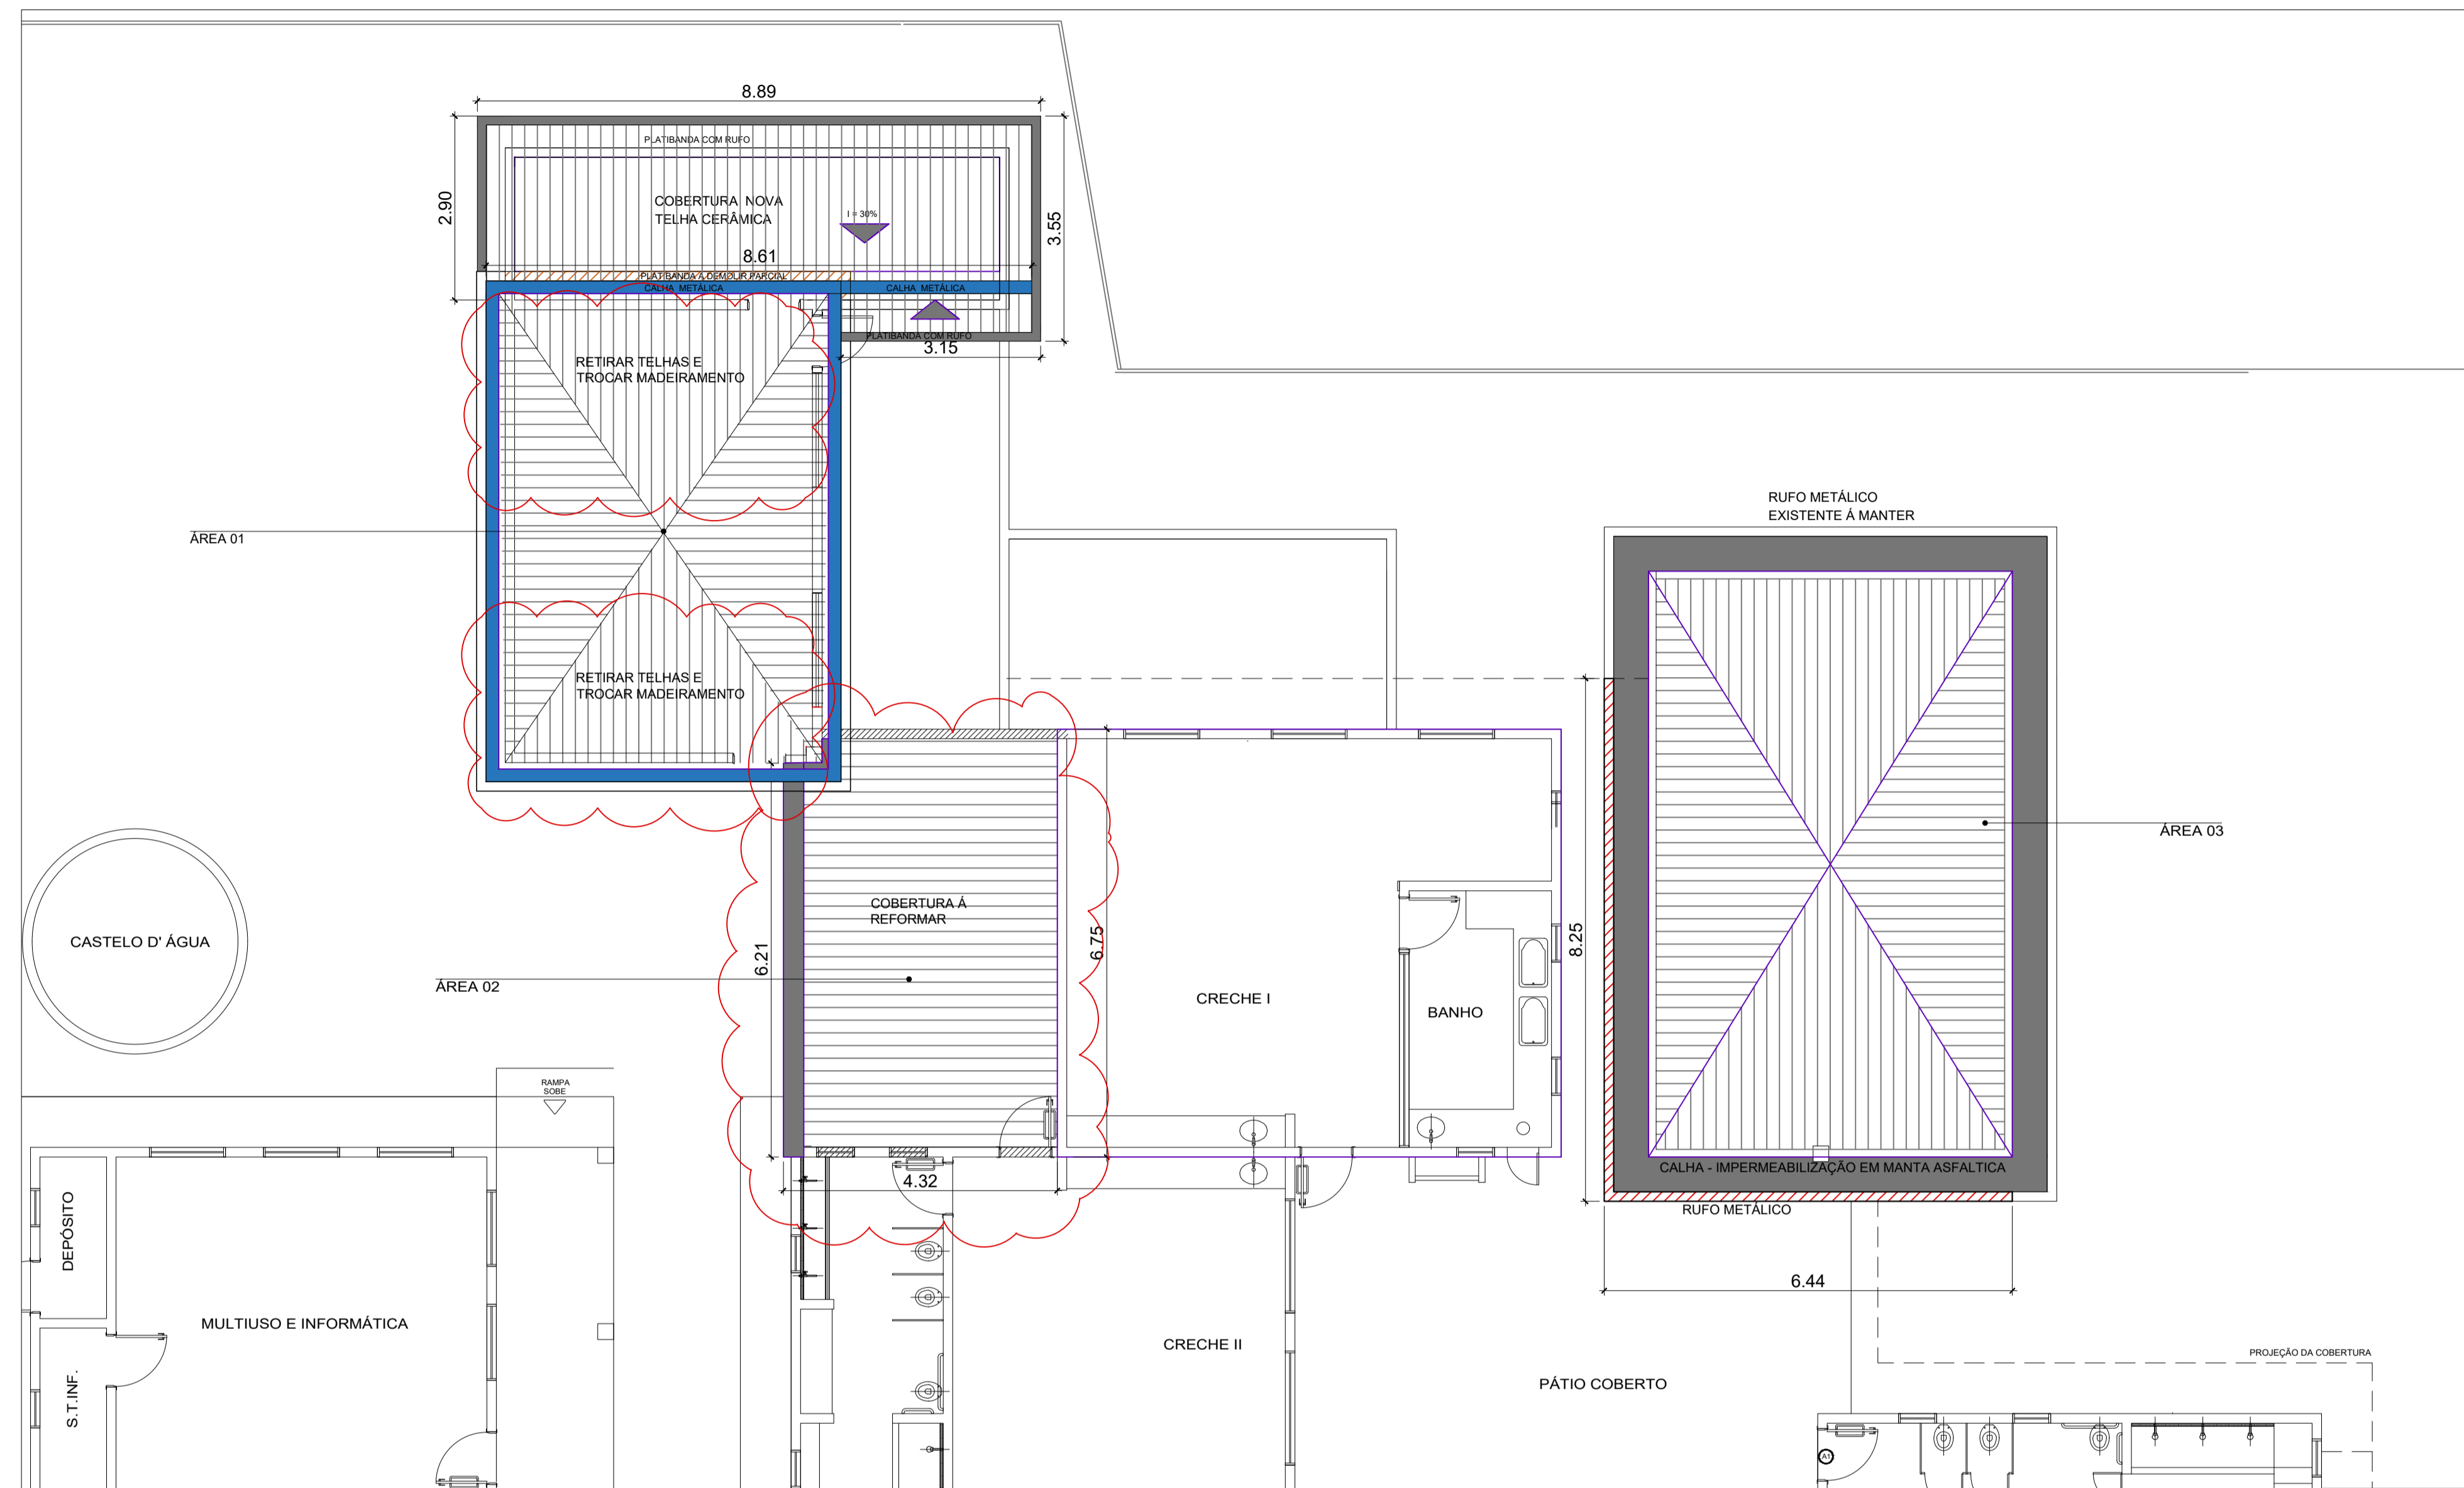 8.89
PLATIBANDA COM RUFO
2.90
COBERTURA NOVA
TELHA CERÂMICA
I = 30%
3.55
8.61
PLATIBANDA A DEMOLIR PARCIAL
CALHA METÁLICA
CALHA METÁLICA
PLATIBANDA COM RUFO
3.15
RETIRAR TELHAS E
TROCAR MADEIRAMENTO
ÁREA 01
RUFO METÁLICO
EXISTENTE Á MANTER
RETIRAR TELHAS E
TROCAR MADEIRAMENTO
ÁREA 03
COBERTURA Á
REFORMAR
CASTELO D' ÁGUA
6.21
6.75
8.25
ÁREA 02
CRECHE I
BANHO
RAMPA
SOBE
CALHA - IMPERMEABILIZAÇÃO EM MANTA ASFALTICA
4.32
RUFO METÁLICO
DEPÓSITO
6.44
MULTIUSO E INFORMÁTICA
CRECHE II
PROJEÇÃO DA COBERTURA
PÁTIO COBERTO
S.T.INF.
A1